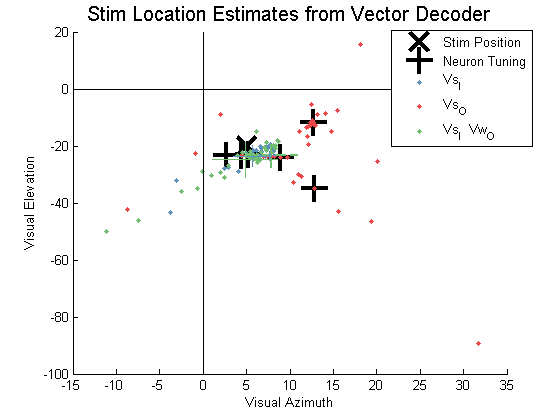 Stim Location Estimates from Vector Decoder
20
0
-20
-40
-60
-80
-100
Visual Elevation
-15 -10 -5 0 5 10 15 20 25 30 35
Visual Azimuth
Stim Position
Neuron Tuning
Vs_I
Vs_O
Vs_I Vw_O